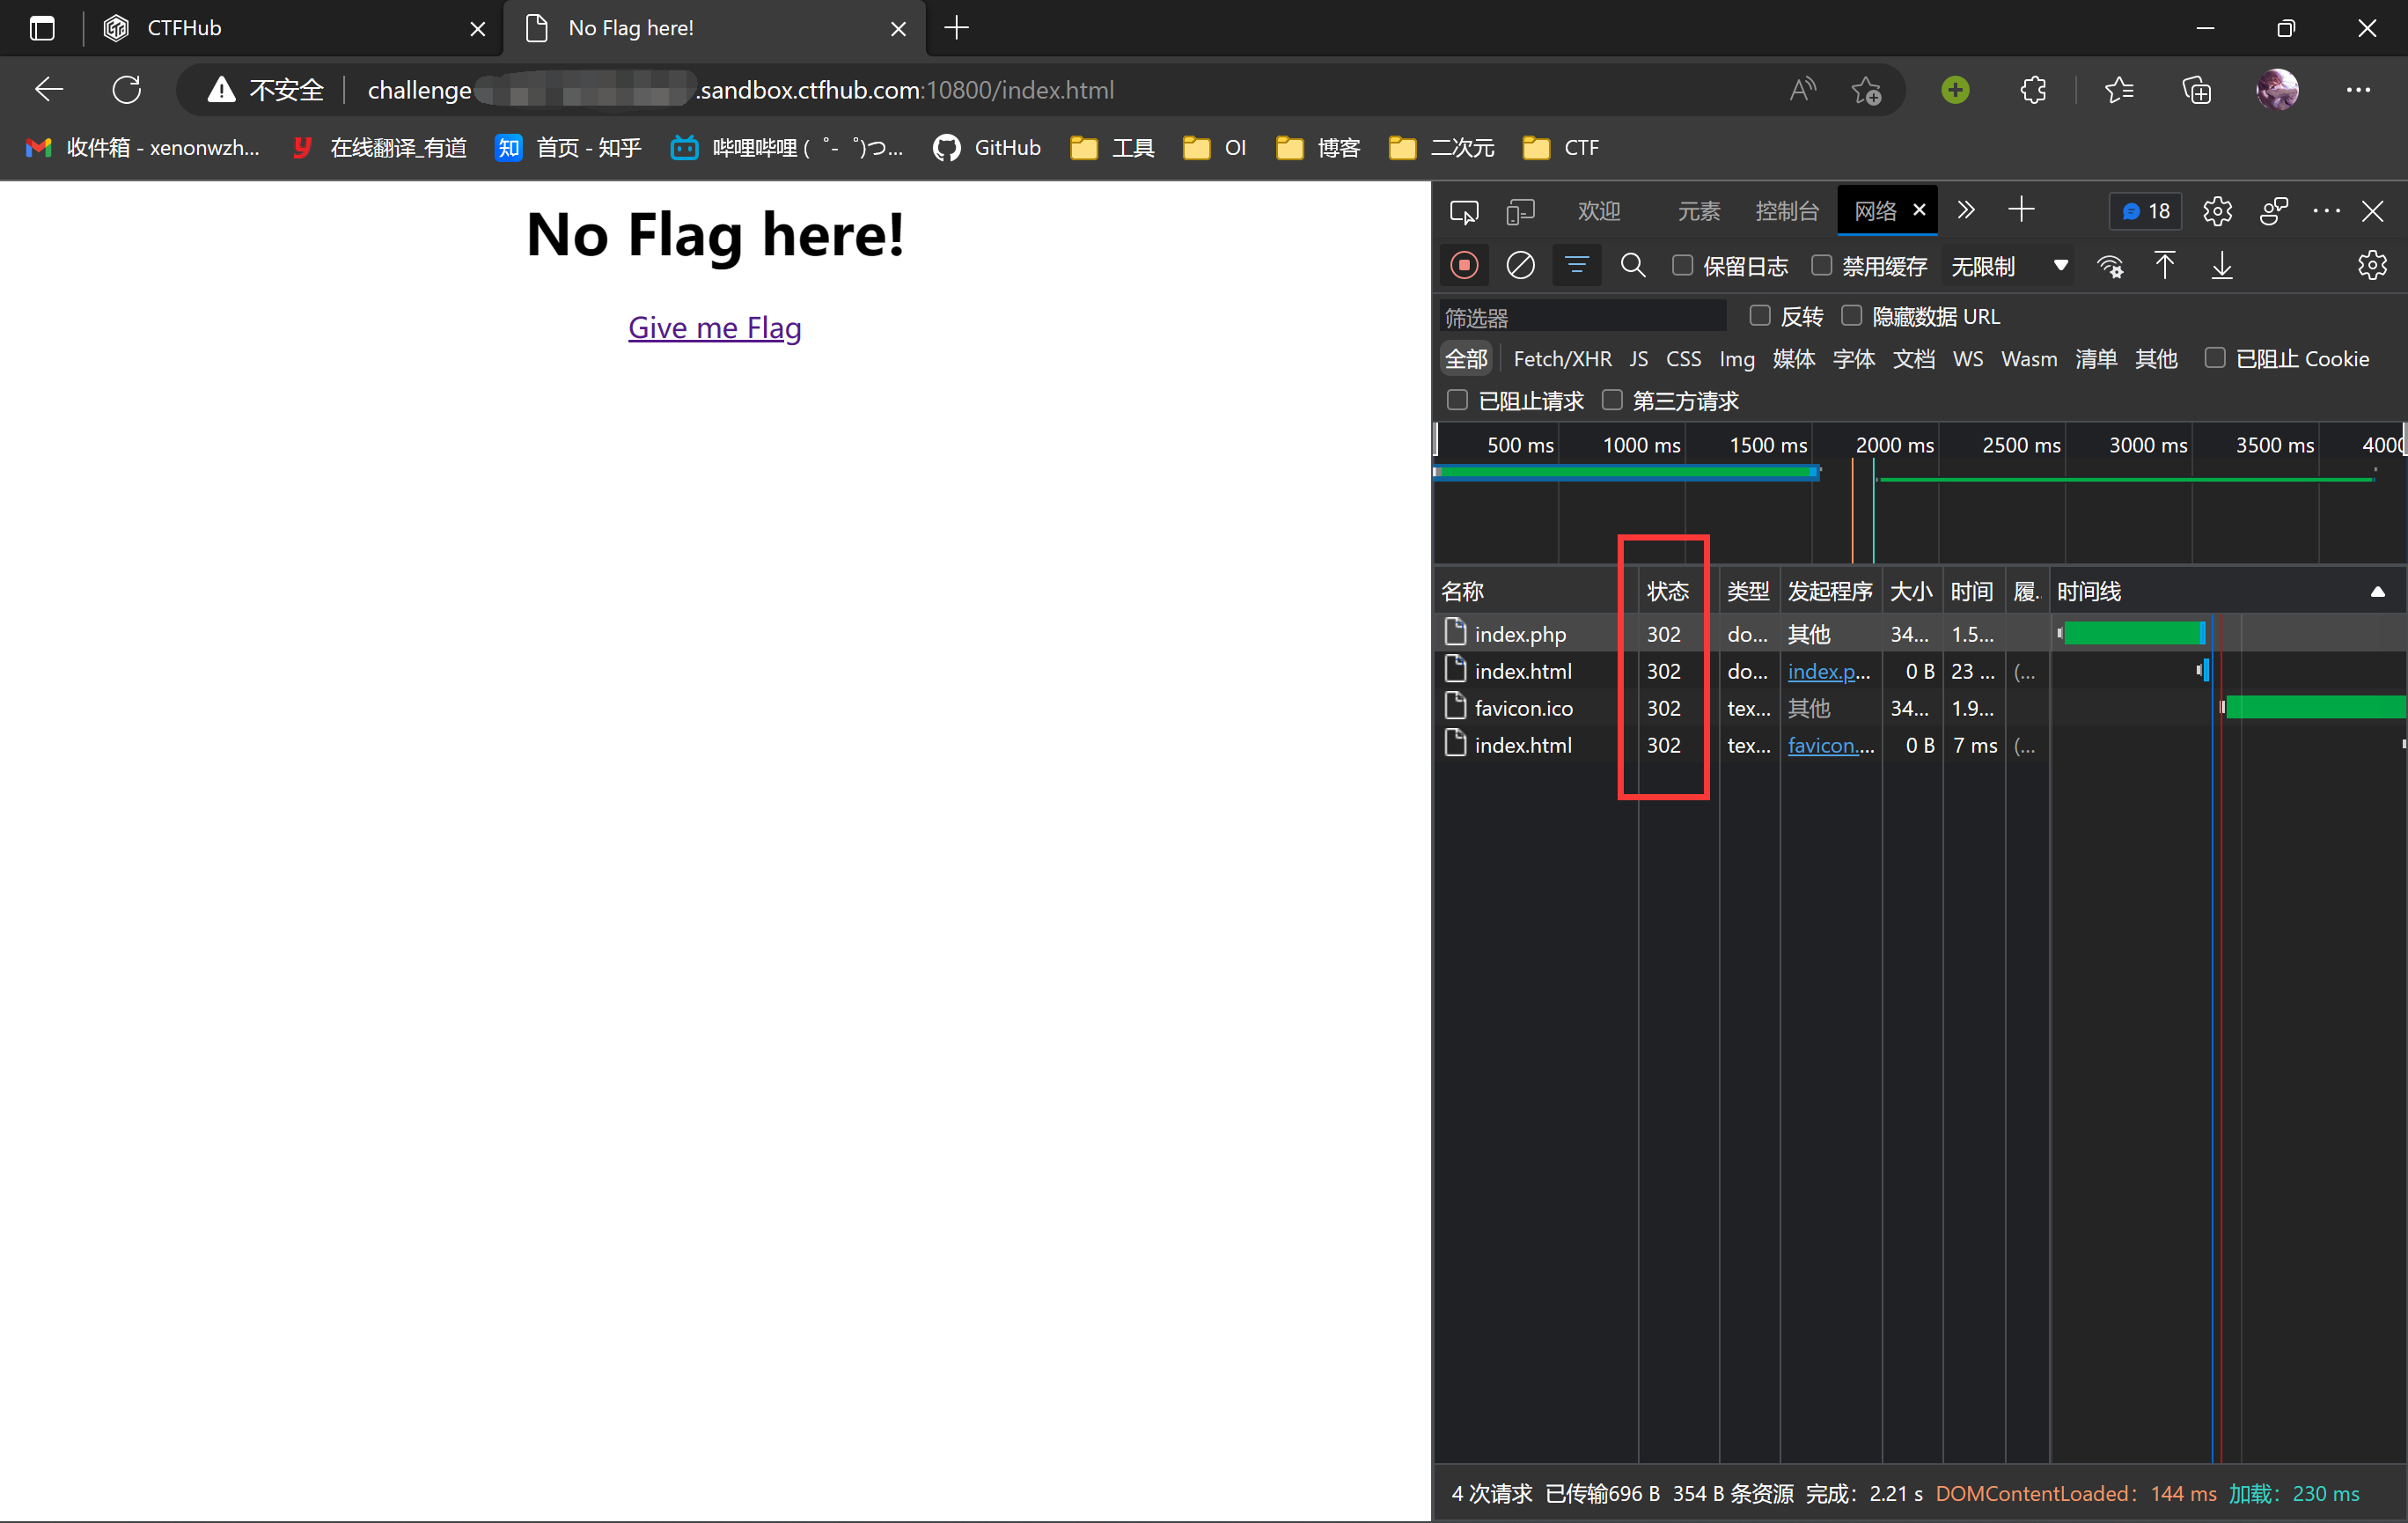 CTFHub
No Flag here!
不安全 challenge .sandbox.ctfhub.com:10800/index.html
收件箱 - xenonwzh... 在线翻译_有道 知 首页 - 知乎 哔哩哔哩 (゜-゜)つ... GitHub 工具 OI 博客 二次元 CTF
No Flag here!
Give me Flag
欢迎 元素 控制台 网络 18
保留日志 禁用缓存 无限制
筛选器 反转 隐藏数据 URL
全部 Fetch/XHR JS CSS Img 媒体 字体 文档 WS Wasm 清单 其他 已阻止 Cookie
已阻止请求 第三方请求
500 ms 1000 ms 1500 ms 2000 ms 2500 ms 3000 ms 3500 ms 4000
名称 状态 类型 发起程序 大小 时间 履.. 时间线
index.php 302 do... 其他 34... 1.5...
index.html 302 do... index.p... 0 B 23 ... (...
favicon.ico 302 tex... 其他 34... 1.9...
index.html 302 tex... favicon.... 0 B 7 ms (...
4 次请求 已传输696 B 354 B 条资源 完成：2.21 s DOMContentLoaded：144 ms 加载：230 ms